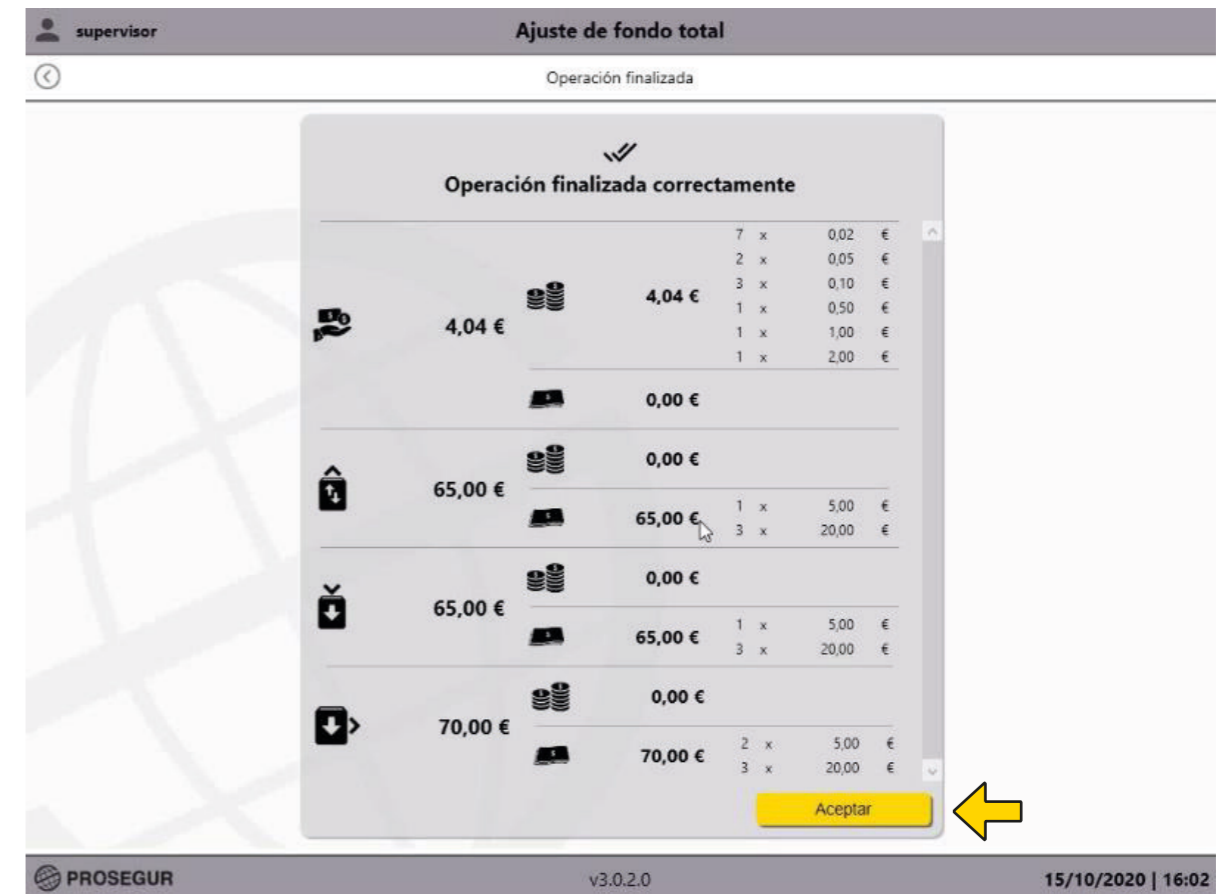 supervisor Ajuste de fondo total
Operación finalizada
Operación finalizada correctamente
4,04 €
4,04 €
7 x 0,02 €
2 x 0,05 €
3 x 0,10 €
1 x 0,50 €
1 x 1,00 €
1 x 2,00 €
0,00 €
65,00 €
0,00 €
65,00 €
1 x 5,00 €
3 x 20,00 €
65,00 €
0,00 €
65,00 €
1 x 5,00 €
3 x 20,00 €
70,00 €
0,00 €
70,00 €
2 x 5,00 €
3 x 20,00 €
Aceptar
PROSEGUR v3.0.2.0 15/10/2020 | 16:02